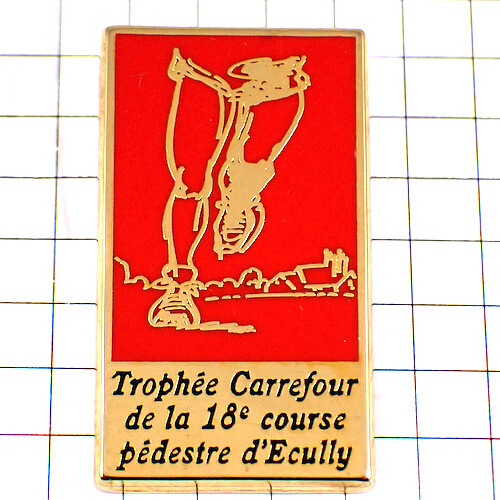 Trophée Carrefour
de la 18e course
pédestre d'Ecully